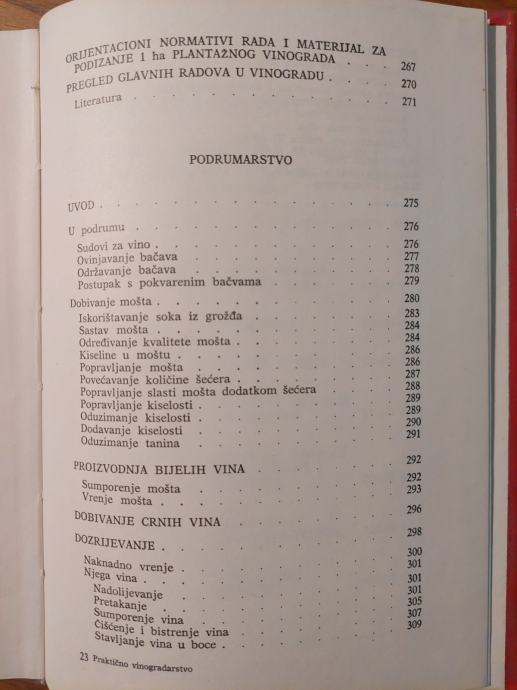 ORIJENTACIONI NORMATIVI RADA I MATERIJAL ZA
PODIZANJE 1 ha PLANTAŽNOG VINOGRADA . . . 267
PREGLED GLAVNIH RADOVA U VINOGRADU . . . . 270
Literatura . . . . . . . . . . 271
PODRUMARSTVO
UVOD . . . . . . . . . . . 275
U podrumu . . . . . . . . . . 276
Sudovi za vino . . . . . . . . . 276
Ovinjavanje bačava . . . . . . . . 277
Održavanje bačava . . . . . . . . 278
Postupak s pokvarenim bačvama . . . . . 279
Dobivanje mošta . . . . . . . . . 280
Iskorištavanje soka iz grožđa . . . . . . 283
Sastav mošta . . . . . . . . . 284
Određivanje kvalitete mošta . . . . . . 284
Kiseline u moštu . . . . . . . . 286
Popravljanje mošta . . . . . . . . 286
Povećavanje količine šećera . . . . . . 287
Popravljanje slasti mošta dodatkom šećera . . . . 288
Popravljanje kiselosti . . . . . . . 289
Oduzimanje kiselosti . . . . . . . 289
Dodavanje kiselosti . . . . . . . . 290
Oduzimanje tanina . . . . . . . . 291
PROIZVODNJA BIJELIH VINA . . . . . . 292
Sumporenje mošta . . . . . . . . 292
Vrenje mošta . . . . . . . . . 293
DOBIVANJE CRNIH VINA . . . . . . . 296
DOZRIJEVANJE . . . . . . . . . 298
Naknadno vrenje . . . . . . . . 300
Njega vina . . . . . . . . . 301
Nadolijevanje . . . . . . . . 301
Pretakanje . . . . . . . . . 301
Sumporenje vina . . . . . . . . 305
Čišćenje i bistrenje vina . . . . . . 307
Stavljanje vina u boce . . . . . . . 309
23 Praktično vinogradarstvo